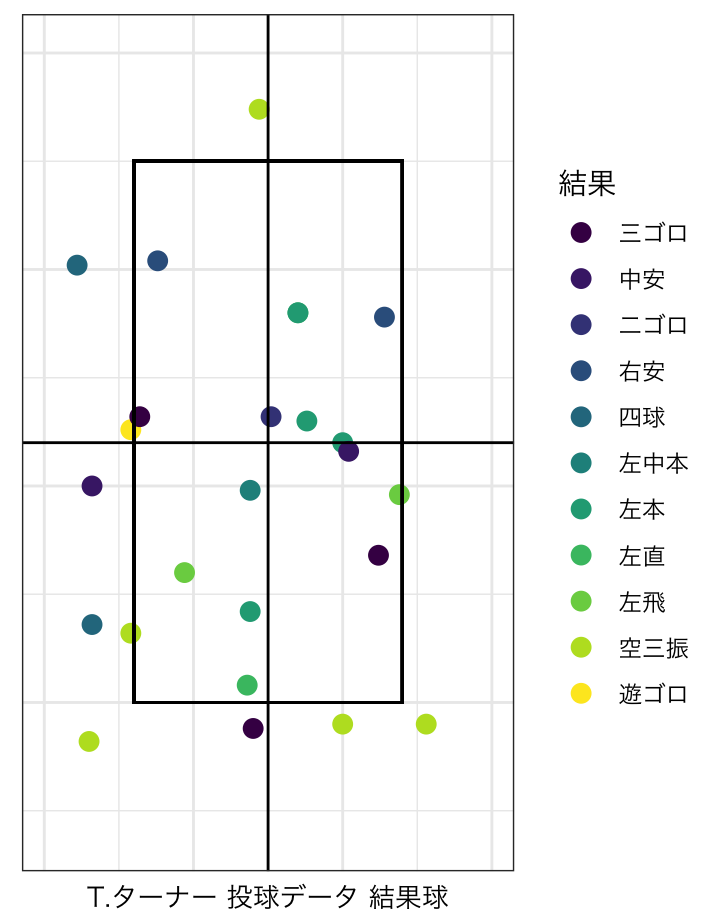 結果
三ゴロ
中安
二ゴロ
右安
四球
左中本
左本
左直
左飛
空三振
遊ゴロ
T.ターナー 投球データ 結果球